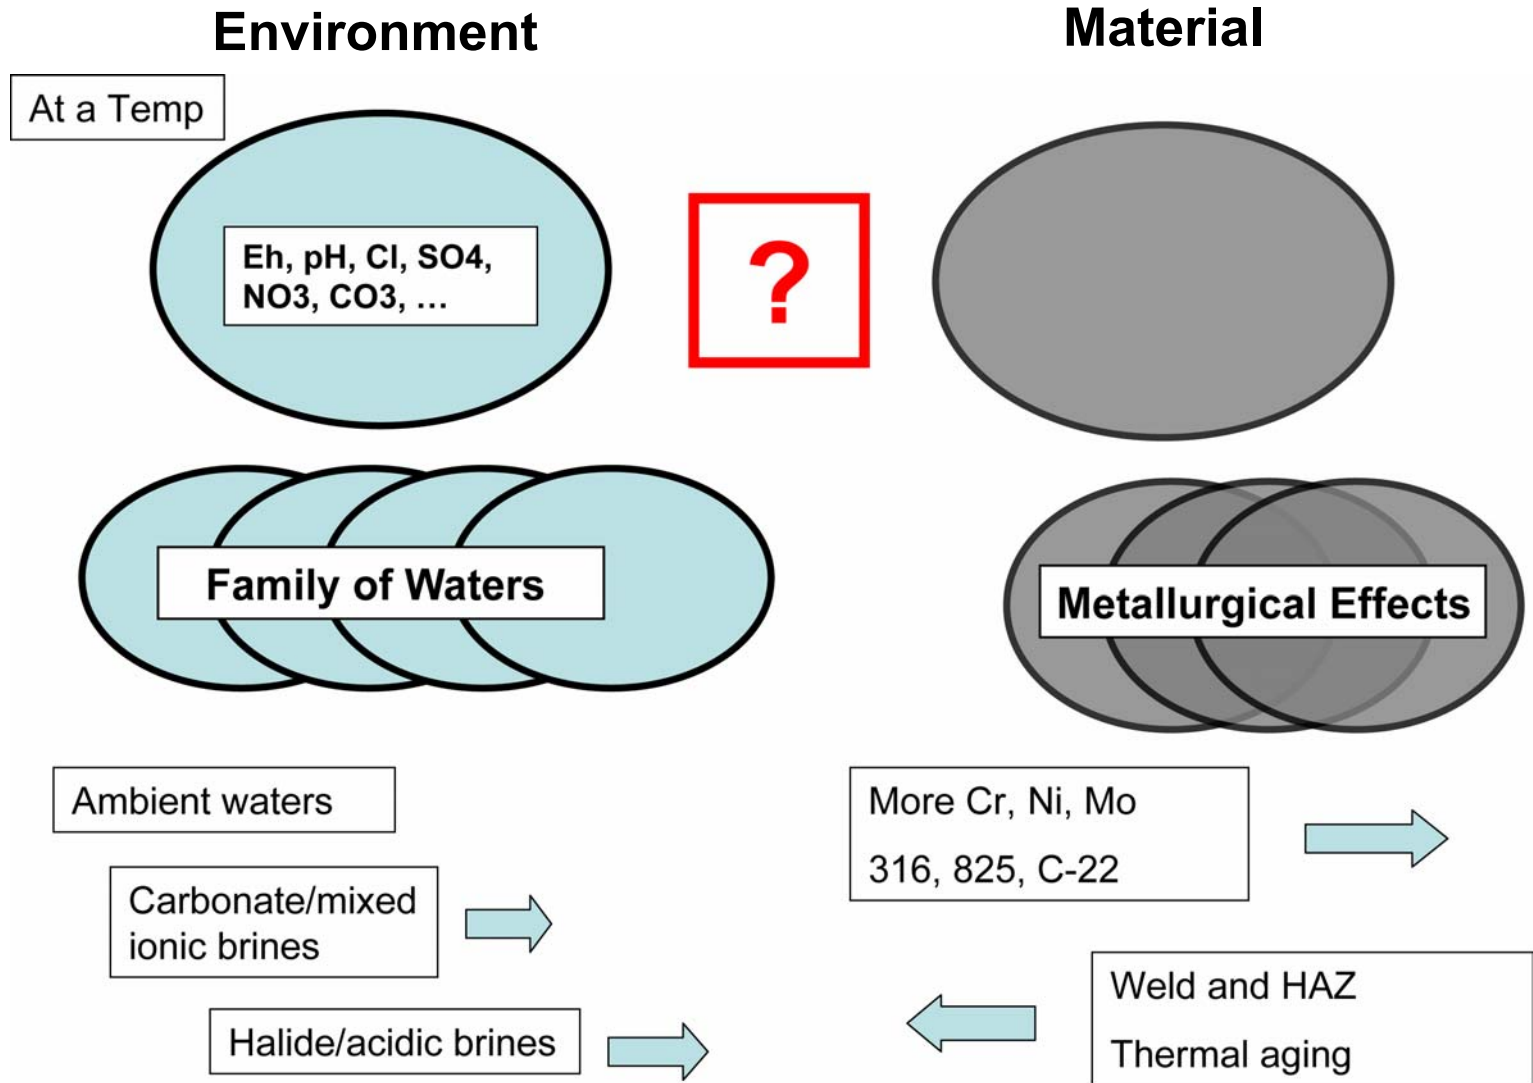 Environment
Material
At a Temp
Eh, pH, Cl, SO4,
NO3, CO3, ...
?
Family of Waters
Metallurgical Effects
Ambient waters
More Cr, Ni, Mo
316, 825, C-22
Carbonate/mixed
ionic brines
Weld and HAZ
Halide/acidic brines
Thermal aging